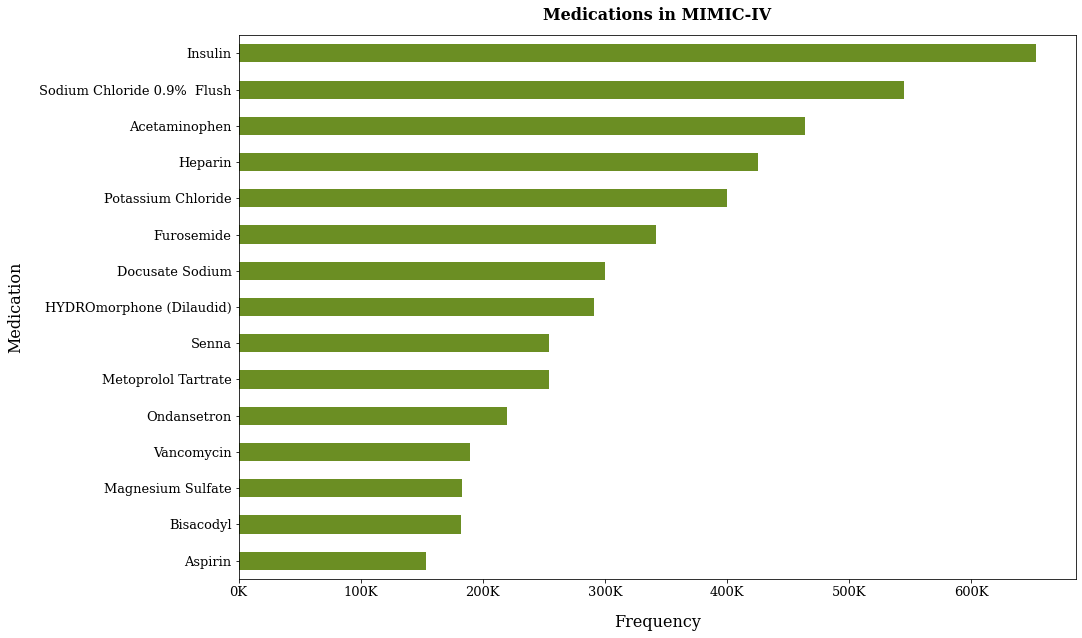 Medications in MIMIC-IV
Insulin
Sodium Chloride 0.9%  Flush
Acetaminophen
Heparin
Potassium Chloride
Furosemide
Docusate Sodium
HYDROmorphone (Dilaudid)
Senna
Metoprolol Tartrate
Ondansetron
Vancomycin
Magnesium Sulfate
Bisacodyl
Aspirin
Medication
0K 100K 200K 300K 400K 500K 600K
Frequency